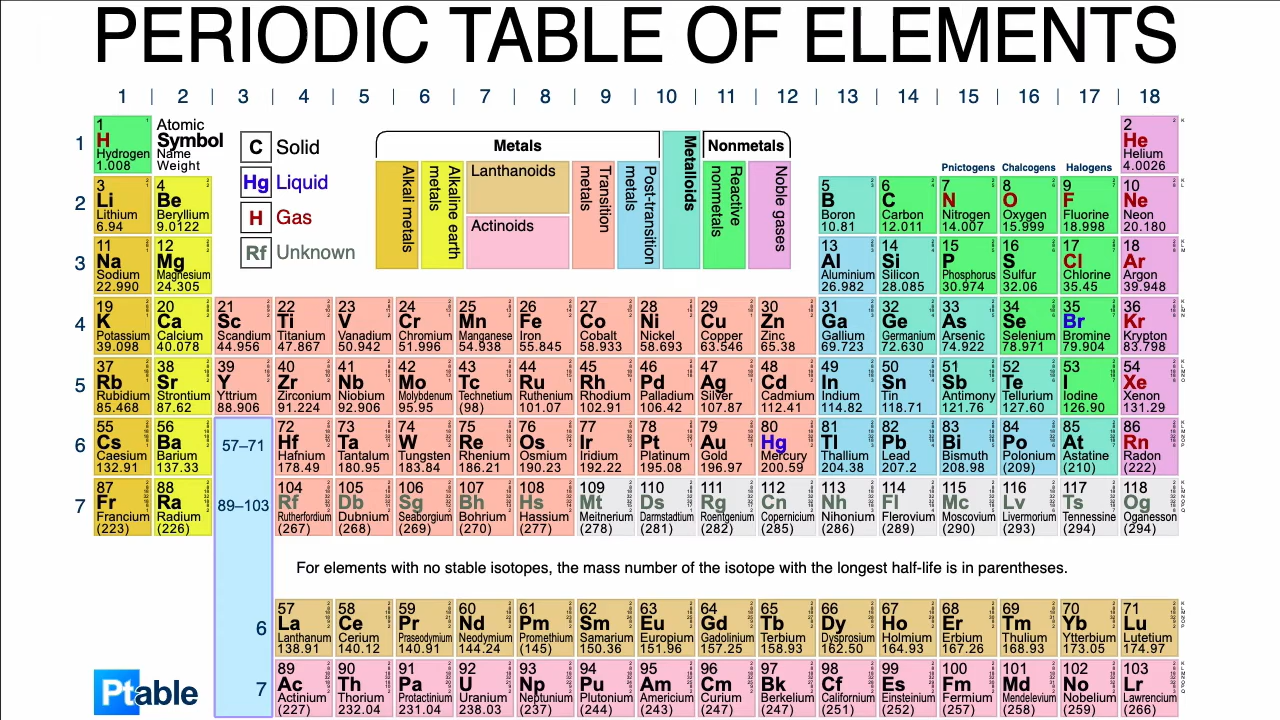 PERIODIC TABLE OF ELEMENTS
1 | 2 | 3 | 4 | 5 | 6 | 7 | 8 | 9 | 10 | 11 | 12 | 13 | 14 | 15 | 16 | 17 | 18
1
1
H
Hydrogen
1.008
Atomic
Symbol
Name
Weight
C Solid
Hg Liquid
H Gas
Rf Unknown
Metals
Alkali metals
Alkaline earth metals
Lanthanoids
Actinoids
Transition metals
Post-transition metals
Metalloids
Nonmetals
Reactive nonmetals
Noble gases
Pnictogens Chalcogens Halogens
2
He
Helium
4.0026
2
3 4 5 6 7 8 9 10
Li Be B C N O F Ne
Lithium Beryllium Boron Carbon Nitrogen Oxygen Fluorine Neon
6.94 9.0122 10.81 12.011 14.007 15.999 18.998 20.180
3
11 12 13 14 15 16 17 18
Na Mg Al Si P S Cl Ar
Sodium Magnesium Aluminium Silicon Phosphorus Sulfur Chlorine Argon
22.990 24.305 26.982 28.085 30.974 32.06 35.45 39.948
4
19 20 21 22 23 24 25 26 27 28 29 30 31 32 33 34 35 36
K Ca Sc Ti V Cr Mn Fe Co Ni Cu Zn Ga Ge As Se Br Kr
Potassium Calcium Scandium Titanium Vanadium Chromium Manganese Iron Cobalt Nickel Copper Zinc Gallium Germanium Arsenic Selenium Bromine Krypton
39.098 40.078 44.956 47.867 50.942 51.996 54.938 55.845 58.933 58.693 63.546 65.38 69.723 72.630 74.922 78.971 79.904 83.798
5
37 38 39 40 41 42 43 44 45 46 47 48 49 50 51 52 53 54
Rb Sr Y Zr Nb Mo Tc Ru Rh Pd Ag Cd In Sn Sb Te I Xe
Rubidium Strontium Yttrium Zirconium Niobium Molybdenum Technetium Ruthenium Rhodium Palladium Silver Cadmium Indium Tin Antimony Tellurium Iodine Xenon
85.468 87.62 88.906 91.224 92.906 95.95 (98) 101.07 102.91 106.42 107.87 112.41 114.82 118.71 121.76 127.60 126.90 131.29
6
55 56 57–71 72 73 74 75 76 77 78 79 80 81 82 83 84 85 86
Cs Ba Hf Ta W Re Os Ir Pt Au Hg Tl Pb Bi Po At Rn
Caesium Barium Hafnium Tantalum Tungsten Rhenium Osmium Iridium Platinum Gold Mercury Thallium Lead Bismuth Polonium Astatine Radon
132.91 137.33 178.49 180.95 183.84 186.21 190.23 192.22 195.08 196.97 200.59 204.38 207.2 208.98 (209) (210) (222)
7
87 88 89–103 104 105 106 107 108 109 110 111 112 113 114 115 116 117 118
Fr Ra Rf Db Sg Bh Hs Mt Ds Rg Cn Nh Fl Mc Lv Ts Og
Francium Radium Rutherfordium Dubnium Seaborgium Bohrium Hassium Meitnerium Darmstadtium Roentgenium Copernicium Nihonium Flerovium Moscovium Livermorium Tennessine Oganesson
(223) (226) (267) (268) (269) (270) (277) (278) (281) (282) (285) (286) (289) (290) (293) (294) (294)
For elements with no stable isotopes, the mass number of the isotope with the longest half-life is in parentheses.
6
57 58 59 60 61 62 63 64 65 66 67 68 69 70 71
La Ce Pr Nd Pm Sm Eu Gd Tb Dy Ho Er Tm Yb Lu
Lanthanum Cerium Praseodymium Neodymium Promethium Samarium Europium Gadolinium Terbium Dysprosium Holmium Erbium Thulium Ytterbium Lutetium
138.91 140.12 140.91 144.24 (145) 150.36 151.96 157.25 158.93 162.50 164.93 167.26 168.93 173.05 174.97
7
89 90 91 92 93 94 95 96 97 98 99 100 101 102 103
Ac Th Pa U Np Pu Am Cm Bk Cf Es Fm Md No Lr
Actinium Thorium Protactinium Uranium Neptunium Plutonium Americium Curium Berkelium Californium Einsteinium Fermium Mendelevium Nobelium Lawrencium
(227) 232.04 231.04 238.03 (237) (244) (243) (247) (247) (251) (252) (257) (258) (259) (266)
Ptable